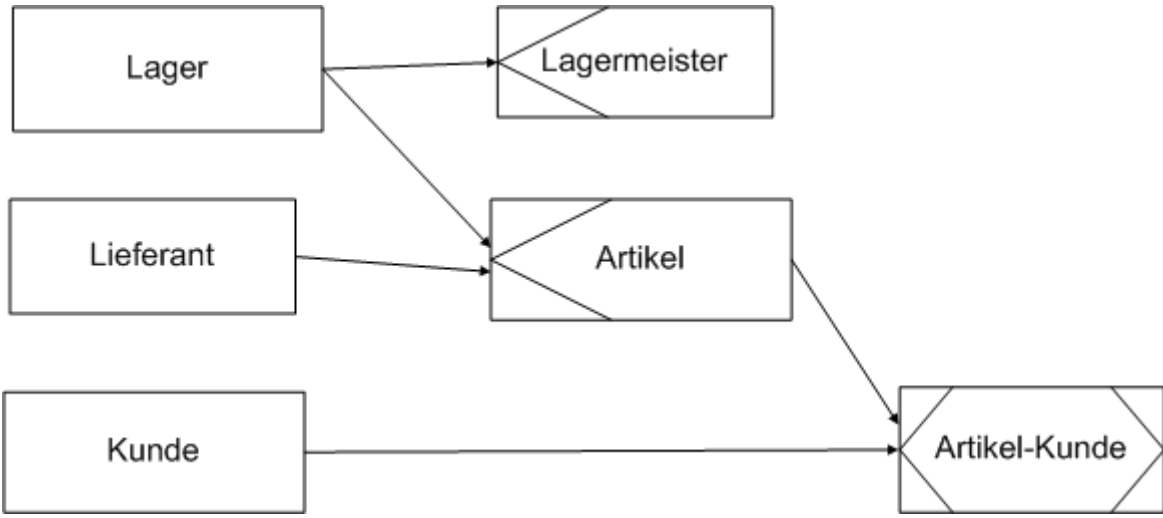 Lager
Lagermeister
Lieferant
Artikel
Kunde
Artikel-Kunde